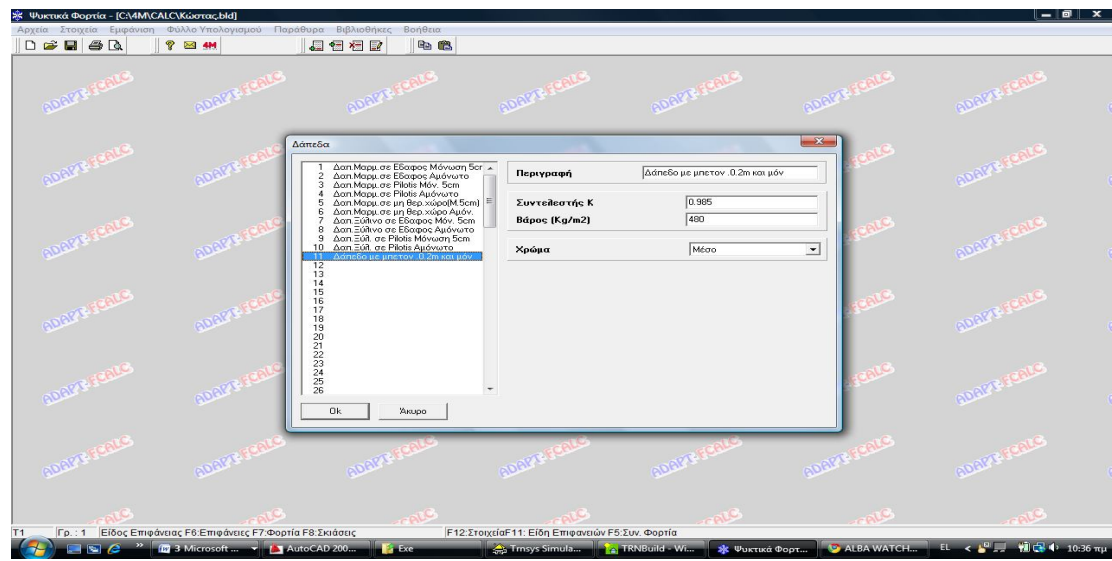 Ψυκτικά Φορτία - [C:\4M\CALC\Κώστας.bld]
Αρχεία Στοιχεία Εμφάνιση Φύλλο Υπολογισμού Παράθυρο Βιβλιοθήκες Βοήθεια
4M
ADAPT-FCALC
Δάπεδα
1 Δαπ.Μαρμ.σε Εδαφος Μόνωση 5cr
2 Δαπ.Μαρμ.σε Εδαφος Αμόνωτο
3 Δαπ.Μαρμ.σε Pilotis Μόν. 5cm
4 Δαπ.Μαρμ.σε Pilotis Αμόνωτο
5 Δαπ.Μαρμ.σε μη θερ.χώρο(Μ.5cm)
6 Δαπ.Μαρμ.σε μη θερ.χώρο Αμόν.
7 Δαπ.Ξύλινο σε Εδαφος Μόν. 5cm
8 Δαπ.Ξύλινο σε Εδαφος Αμόνωτο
9 Δαπ.Ξύλ. σε Pilotis Μόνωση 5cm
10 Δαπ.Ξύλ. σε Pilotis Αμόνωτο
11 Δάπεδο με μπετον .0.2m και μόν
12
13
14
15
16
17
18
19
20
21
22
23
24
25
26
Περιγραφή Δάπεδο με μπετον .0.2m και μόν
Συντελεστής Κ 0.985
Βάρος (Kg/m2) 480
Χρώμα Μέσο
Ok Άκυρο
T1 Γρ. : 1 Είδος Επιφάνειας F6:Επιφάνειες F7:Φορτία F8:Σκιάσεις F12:ΣτοιχείαF11: Είδη Επιφανειών F5:Συν. Φορτία
3 Microsoft ... AutoCAD 200... Exe Trnsys Simula... TRNBuild - Wi... Ψυκτικά Φορτ... ALBA WATCH... EL 10:36 πμ